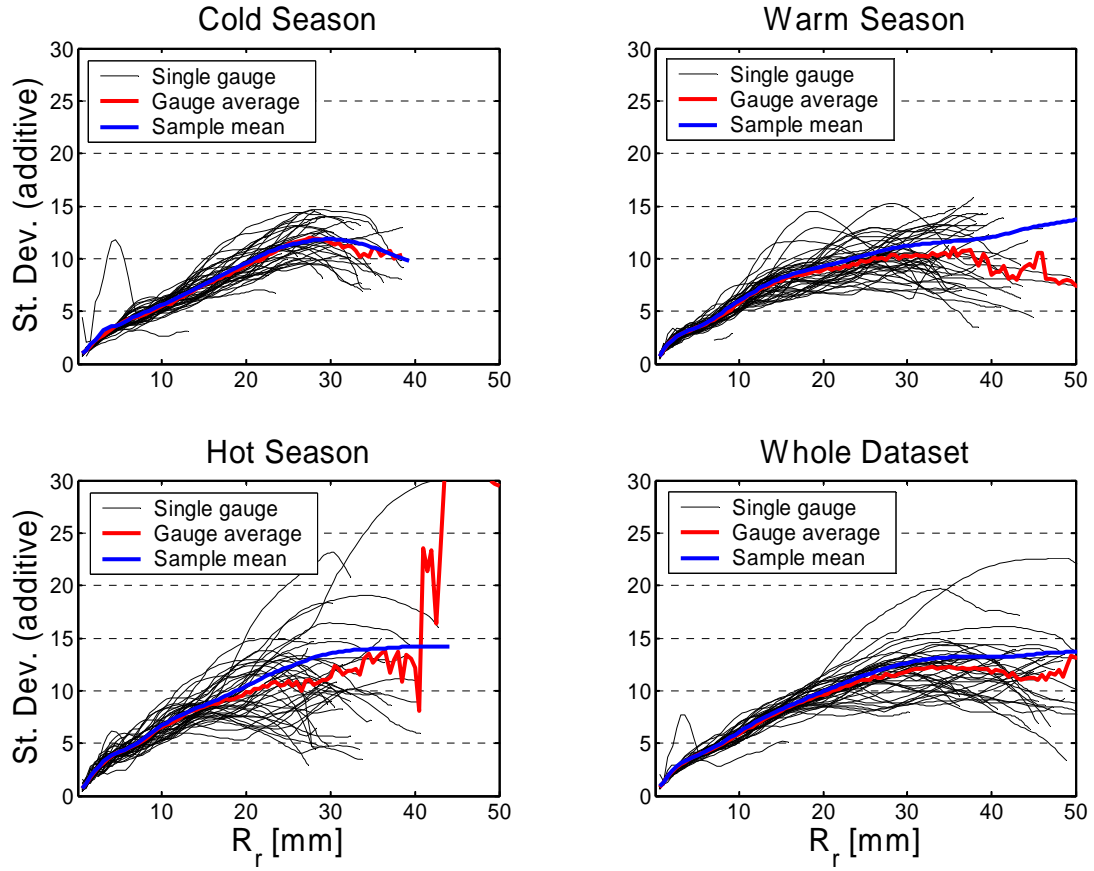 Cold Season
30
25
20
15
10
5
0
Single gauge
Gauge average
Sample mean
10 20 30 40 50
St. Dev. (additive)
Warm Season
30
25
20
15
10
5
0
Single gauge
Gauge average
Sample mean
10 20 30 40 50
Hot Season
30
25
20
15
10
5
0
Single gauge
Gauge average
Sample mean
10 20 30 40 50
St. Dev. (additive)
R_r [mm]
Whole Dataset
30
25
20
15
10
5
0
Single gauge
Gauge average
Sample mean
10 20 30 40 50
R_r [mm]